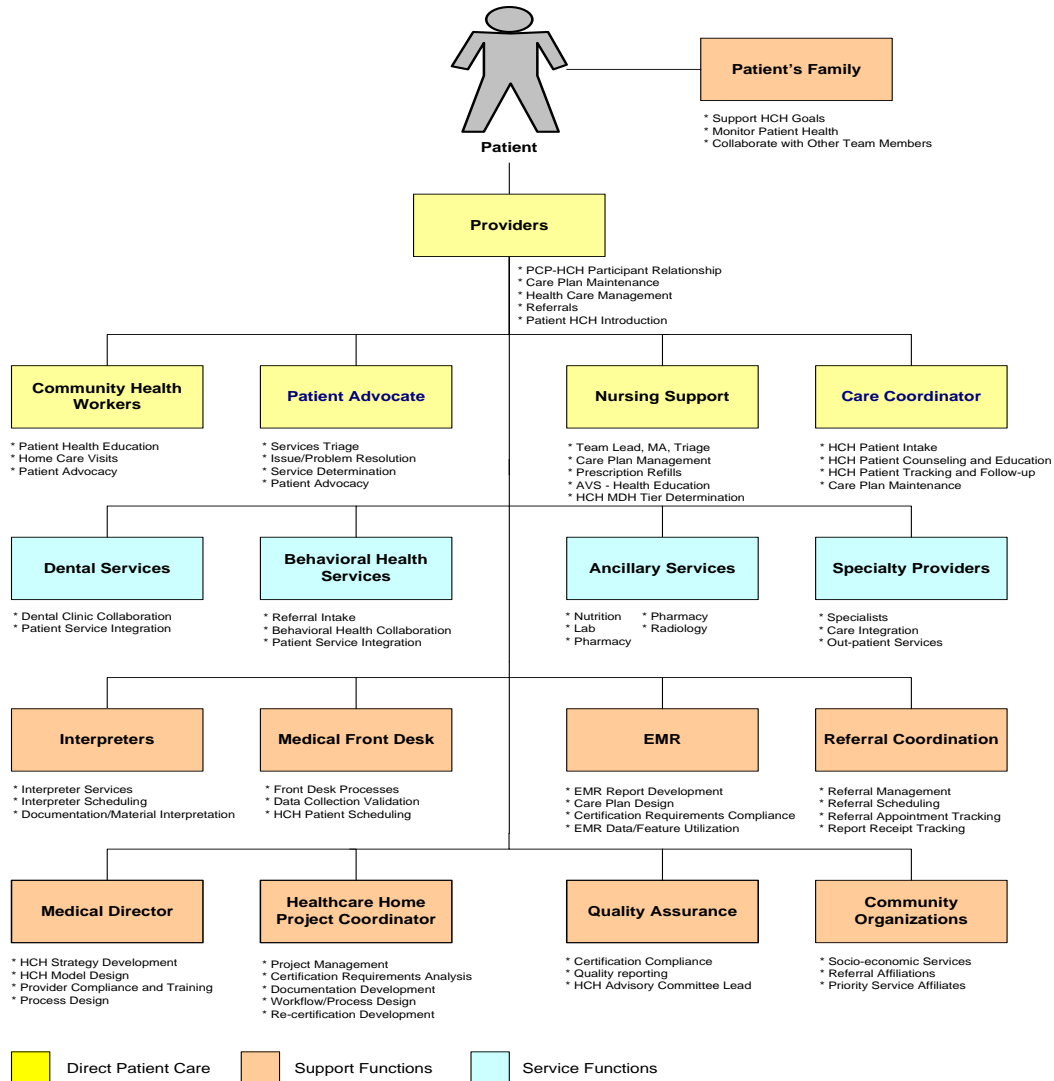 Patient's Family
* Support HCH Goals
* Monitor Patient Health
* Collaborate with Other Team Members
Patient
Providers
* PCP-HCH Participant Relationship
* Care Plan Maintenance
* Health Care Management
* Referrals
* Patient HCH Introduction
Community Health
Workers
* Patient Health Education
* Home Care Visits
* Patient Advocacy
Patient Advocate
* Services Triage
* Issue/Problem Resolution
* Service Determination
* Patient Advocacy
Nursing Support
* Team Lead, MA, Triage
* Care Plan Management
* Prescription Refills
* AVS - Health Education
* HCH MDH Tier Determination
Care Coordinator
* HCH Patient Intake
* HCH Patient Counseling and Education
* HCH Patient Tracking and Follow-up
* Care Plan Maintenance
Dental Services
* Dental Clinic Collaboration
* Patient Service Integration
Behavioral Health
Services
* Referral Intake
* Behavioral Health Collaboration
* Patient Service Integration
Ancillary Services
* Nutrition * Pharmacy
* Lab * Radiology
* Pharmacy
Specialty Providers
* Specialists
* Care Integration
* Out-patient Services
Interpreters
* Interpreter Services
* Interpreter Scheduling
* Documentation/Material Interpretation
Medical Front Desk
* Front Desk Processes
* Data Collection Validation
* HCH Patient Scheduling
EMR
* EMR Report Development
* Care Plan Design
* Certification Requirements Compliance
* EMR Data/Feature Utilization
Referral Coordination
* Referral Management
* Referral Scheduling
* Referral Appointment Tracking
* Report Receipt Tracking
Medical Director
* HCH Strategy Development
* HCH Model Design
* Provider Compliance and Training
* Process Design
Healthcare Home
Project Coordinator
* Project Management
* Certification Requirements Analysis
* Documentation Development
* Workflow/Process Design
* Re-certification Development
Quality Assurance
* Certification Compliance
* Quality reporting
* HCH Advisory Committee Lead
Community
Organizations
* Socio-economic Services
* Referral Affiliations
* Priority Service Affiliates
Direct Patient Care
Support Functions
Service Functions